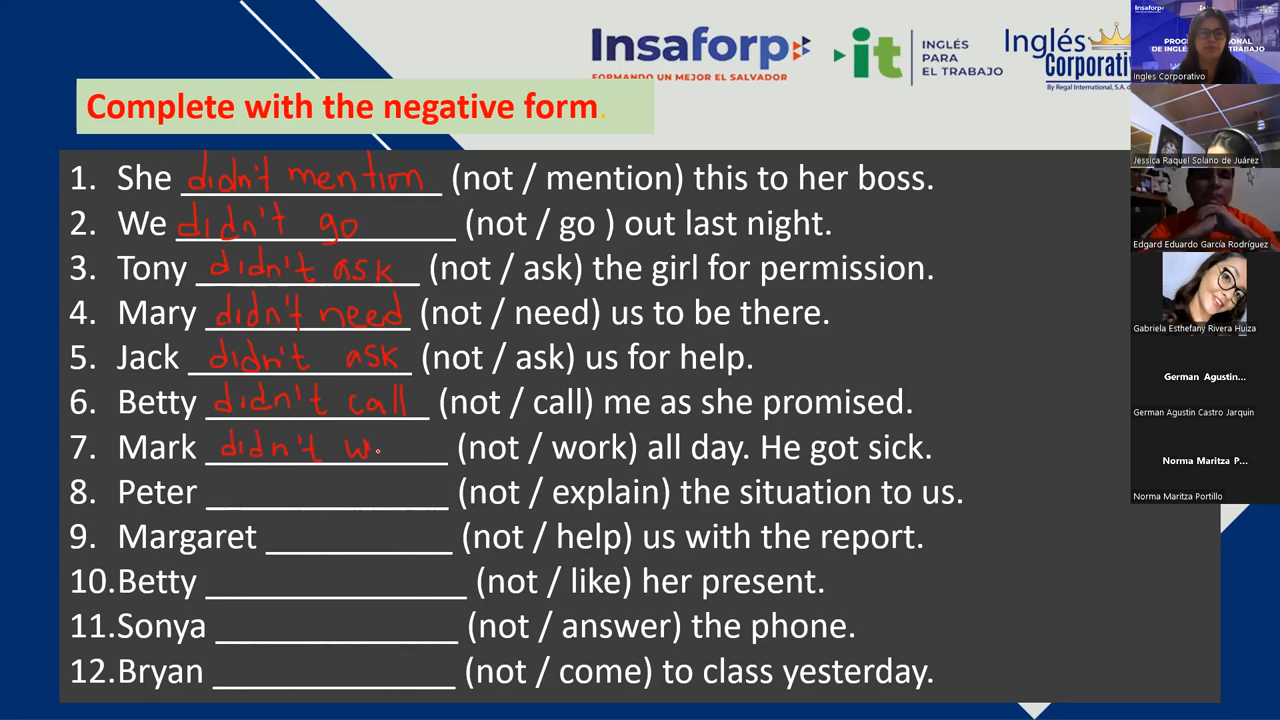 Insaforp
FORMANDO UN MEJOR EL SALVADOR
it
INGLÉS
PARA
EL TRABAJO
Inglés
Corporativ
By Regal International, S.A. d
Complete with the negative form.
1. She didn't mention (not / mention) this to her boss.
2. We didn't go (not / go ) out last night.
3. Tony didn't ask (not / ask) the girl for permission.
4. Mary didn't need (not / need) us to be there.
5. Jack didn't ask (not / ask) us for help.
6. Betty didn't call (not / call) me as she promised.
7. Mark didn't w (not / work) all day. He got sick.
8. Peter ____________ (not / explain) the situation to us.
9. Margaret _________ (not / help) us with the report.
10. Betty _____________ (not / like) her present.
11. Sonya ____________ (not / answer) the phone.
12. Bryan ____________ (not / come) to class yesterday.
Insaforp
Ingles Corporativo
Jessica Raquel Solano de Juárez
Edgard Eduardo García Rodríguez
Gabriela Esthefany Rivera Huiza
German Agustin...
German Agustin Castro Jarquin
Norma Maritza P...
Norma Maritza Portillo